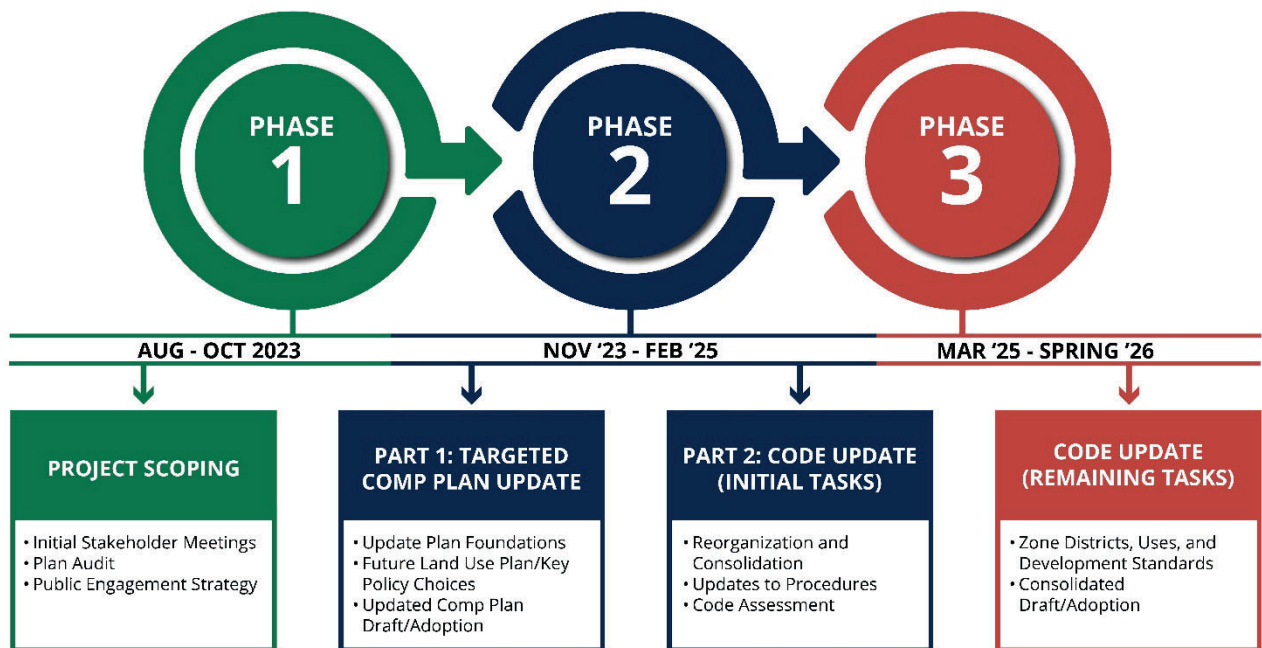 PHASE
1
PHASE
2
PHASE
3
AUG - OCT 2023
NOV ‘23 - FEB ’25
MAR ‘25 - SPRING ’26
PROJECT SCOPING
• Initial Stakeholder Meetings
• Plan Audit
• Public Engagement Strategy
PART 1: TARGETED
COMP PLAN UPDATE
• Update Plan Foundations
• Future Land Use Plan/Key
Policy Choices
• Updated Comp Plan
Draft/Adoption
PART 2: CODE UPDATE
(INITIAL TASKS)
• Reorganization and
Consolidation
• Updates to Procedures
• Code Assessment
CODE UPDATE
(REMAINING TASKS)
• Zone Districts, Uses, and
Development Standards
• Consolidated
Draft/Adoption